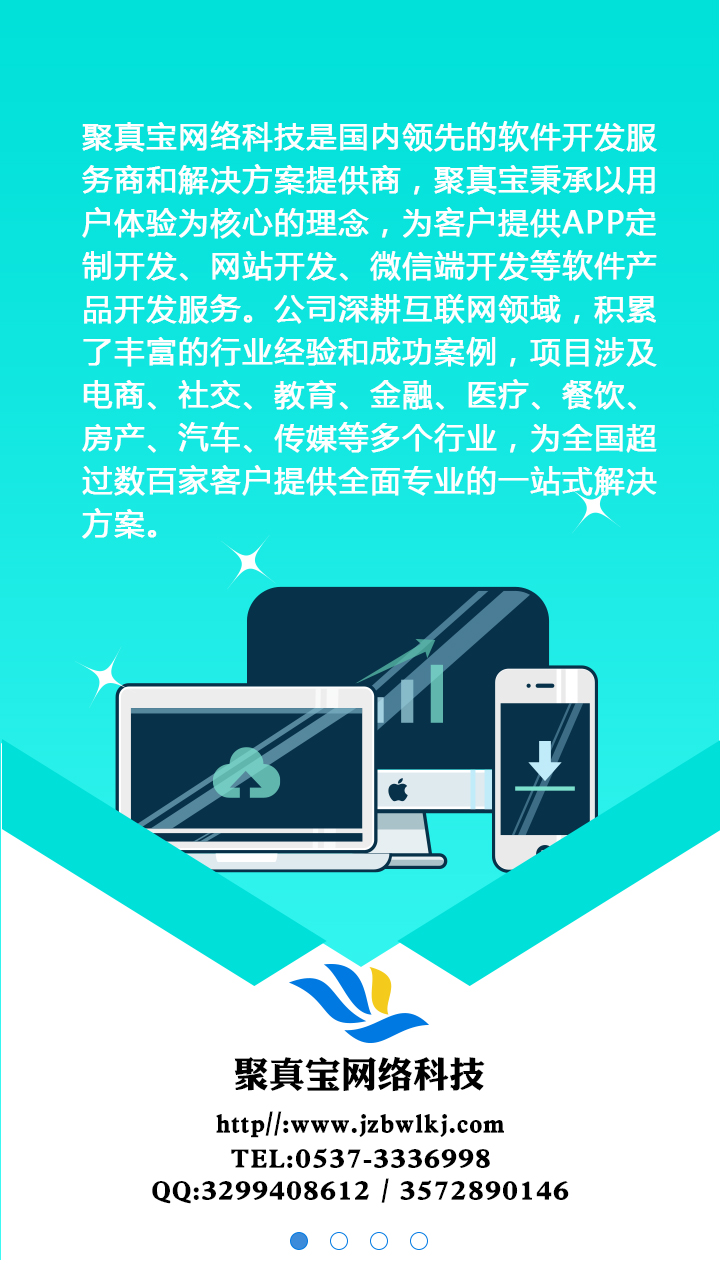 聚真宝网络科技是国内领先的软件开发服
务商和解决方案提供商，聚真宝秉承以用
户体验为核心的理念，为客户提供APP定
制开发、网站开发、微信端开发等软件产
品开发服务。公司深耕互联网领域，积累
了丰富的行业经验和成功案例，项目涉及
电商、社交、教育、金融、医疗、餐饮、
房产、汽车、传媒等多个行业，为全国超
过数百家客户提供全面专业的一站式解决
方案。
聚真宝网络科技
http//:www.jzbwlkj.com
TEL:0537-3336998
QQ:3299408612 / 3572890146